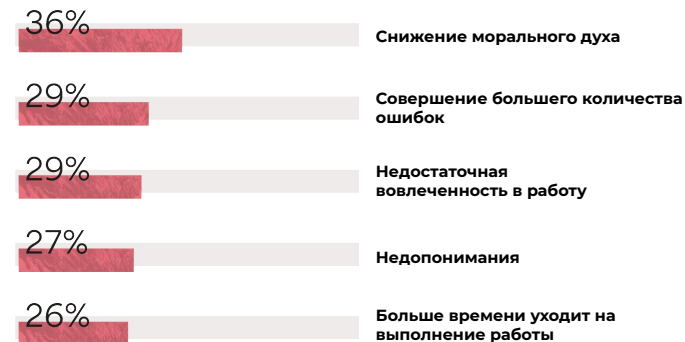 36%
Снижение морального духа
29%
Совершение большего количества
ошибок
29%
Недостаточная
вовлеченность в работу
27%
Недопонимания
26%
Больше времени уходит на
выполнение работы